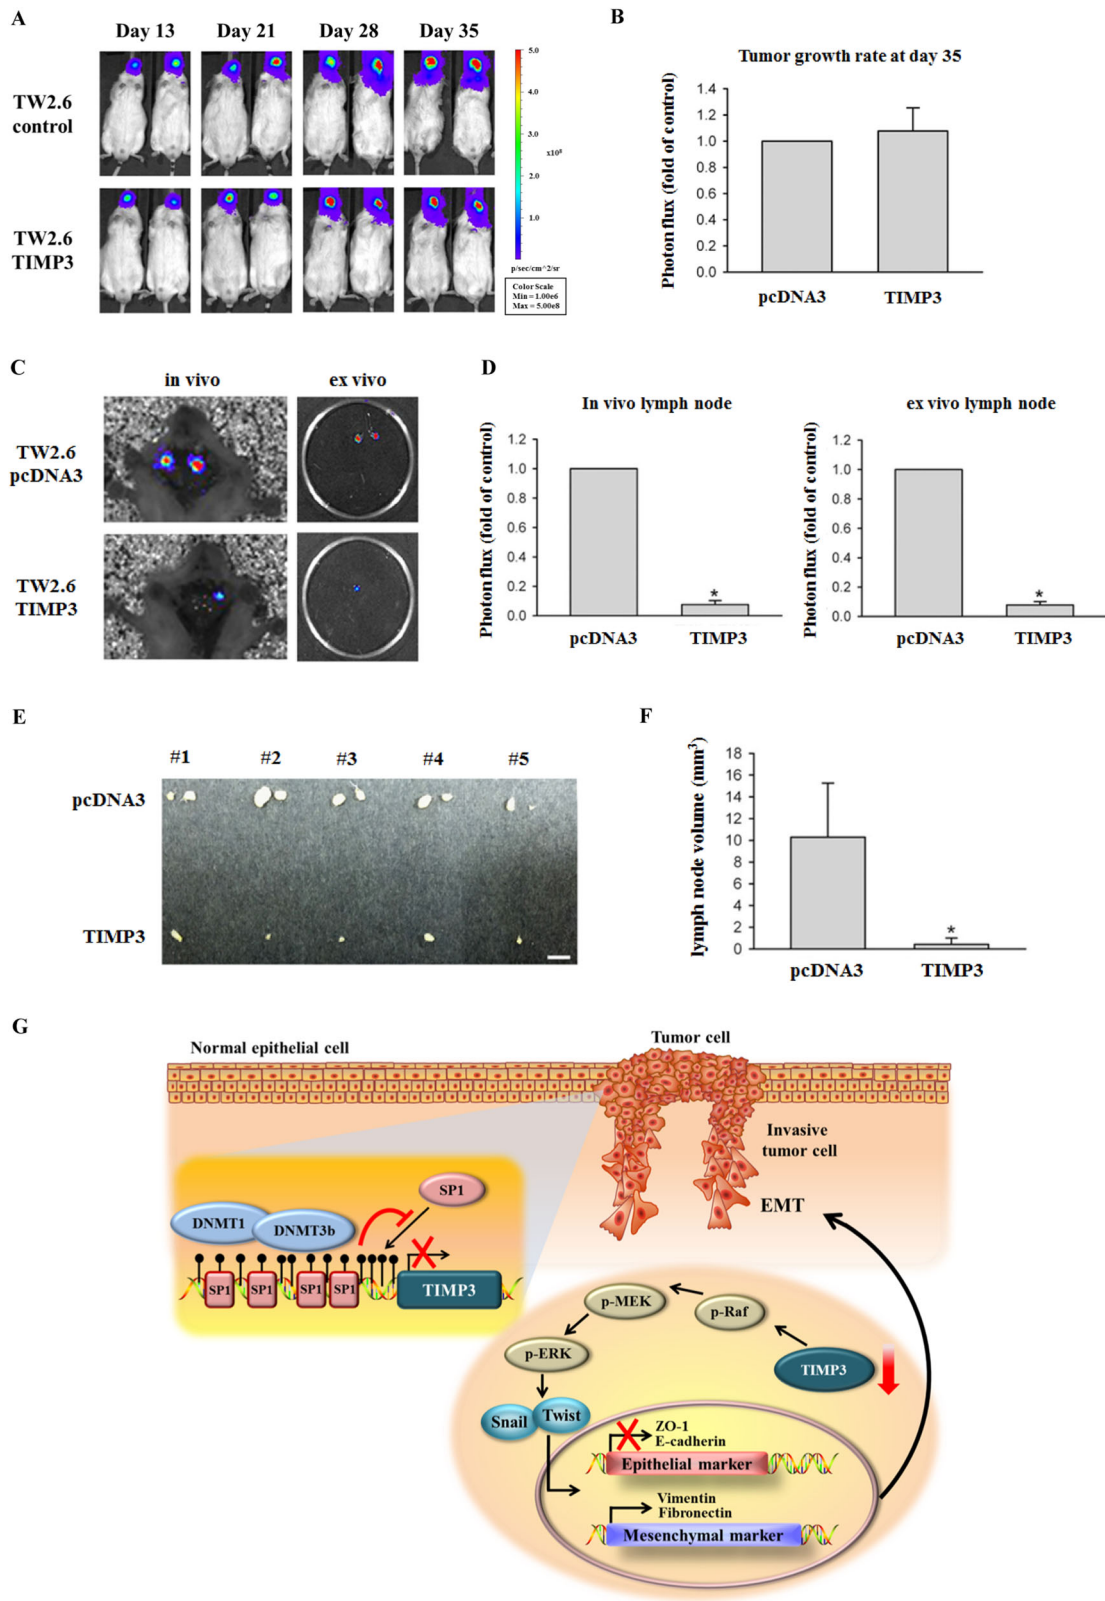 A
Day 13
Day 21
Day 28
Day 35
TW2.6
control
TW2.6
TIMP3
5.0
4.0
x10⁸
3.0
2.0
1.0
p/sec/cm^2/sr
Color Scale
Min = 1.00e6
Max = 5.00e8
B
Tumor growth rate at day 35
Photon flux (fold of control)
1.4
1.2
1.0
0.8
0.6
0.4
0.2
0.0
pcDNA3
TIMP3
C
in vivo
ex vivo
TW2.6
pcDNA3
TW2.6
TIMP3
D
In vivo lymph node
Photon flux (fold of control)
1.2
1.0
0.8
0.6
0.4
0.2
0.0
*
pcDNA3
TIMP3
ex vivo lymph node
Photon flux (fold of control)
1.2
1.0
0.8
0.6
0.4
0.2
0.0
*
pcDNA3
TIMP3
E
#1
#2
#3
#4
#5
pcDNA3
TIMP3
F
lymph node volume (mm³)
18
16
14
12
10
8
6
4
2
0
*
pcDNA3
TIMP3
G
Normal epithelial cell
Tumor cell
Invasive
tumor cell
EMT
SP1
DNMT1
DNMT3b
SP1
SP1
SP1
SP1
TIMP3
p-MEK
p-Raf
p-ERK
TIMP3
Snail
Twist
ZO-1
E-cadherin
Epithelial marker
Vimentin
Fibronectin
Mesenchymal marker